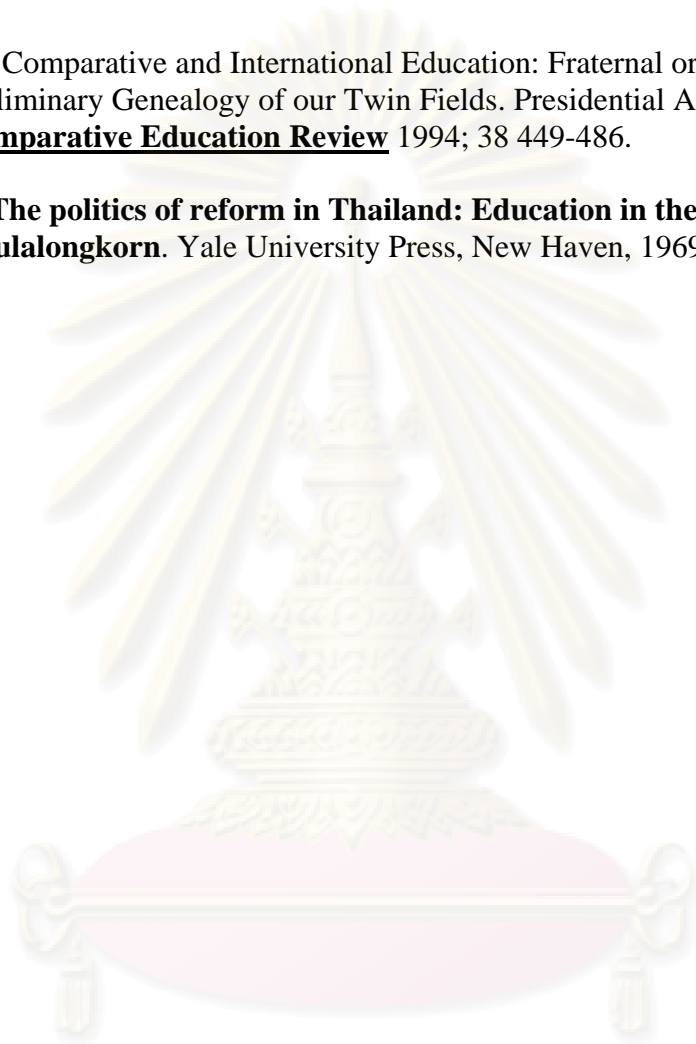 Comparative and International Education: Fraternal or
liminary Genealogy of our Twin Fields. Presidential A
mparative Education Review 1994; 38 449-486.
The politics of reform in Thailand: Education in the
ulalongkorn. Yale University Press, New Haven, 1969